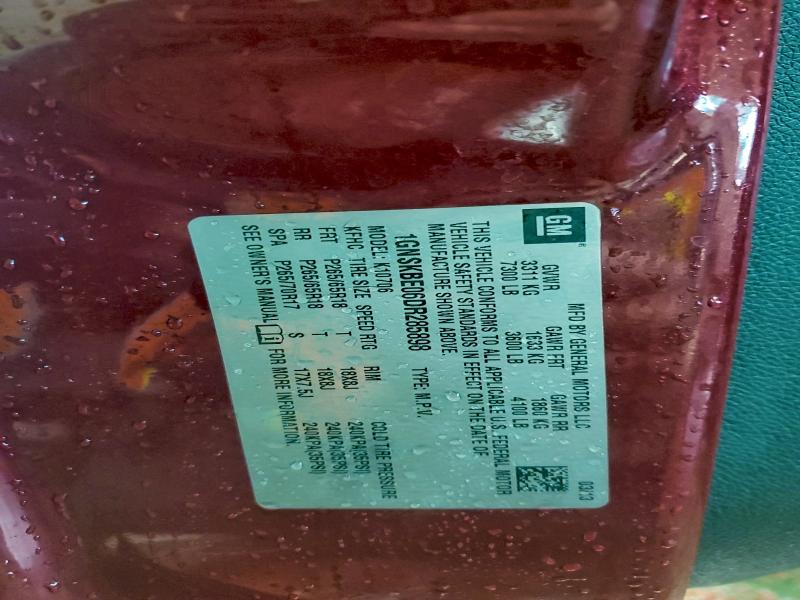 GM®
MFD BY GENERAL MOTORS LLC 03/13
GVWR GAWR FRT GAWR RR
3311 KG 1633 KG 1860 KG
7300 LB 3600 LB 4100 LB
THIS VEHICLE CONFORMS TO ALL APPLICABLE U.S. FEDERAL MOTOR
VEHICLE SAFETY STANDARDS IN EFFECT ON THE DATE OF
MANUFACTURE SHOWN ABOVE.
1GNSKBE06DR285898 TYPE: M.P.V.
MODEL: K10706
KFHC TIRE SIZE SPEED RTG RIM COLD TIRE PRESSURE
FRT P265/65R18 T 18X8J 240KPA(35PSI)
RR P265/65R18 T 18X8J 240KPA(35PSI)
SPA P265/70R17 S 17X7.5J 240KPA(35PSI)
SEE OWNER'S MANUAL FOR MORE INFORMATION.